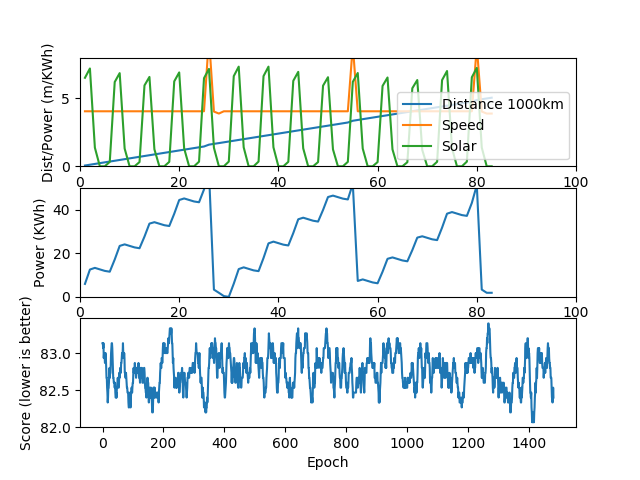 Dist/Power (m/KWh)
5
0
Distance 1000km
Speed
Solar
0 20 40 60 80 100
Power (KWh)
40
20
0
0 20 40 60 80 100
Score (lower is better)
83.0
82.5
82.0
0 200 400 600 800 1000 1200 1400
Epoch